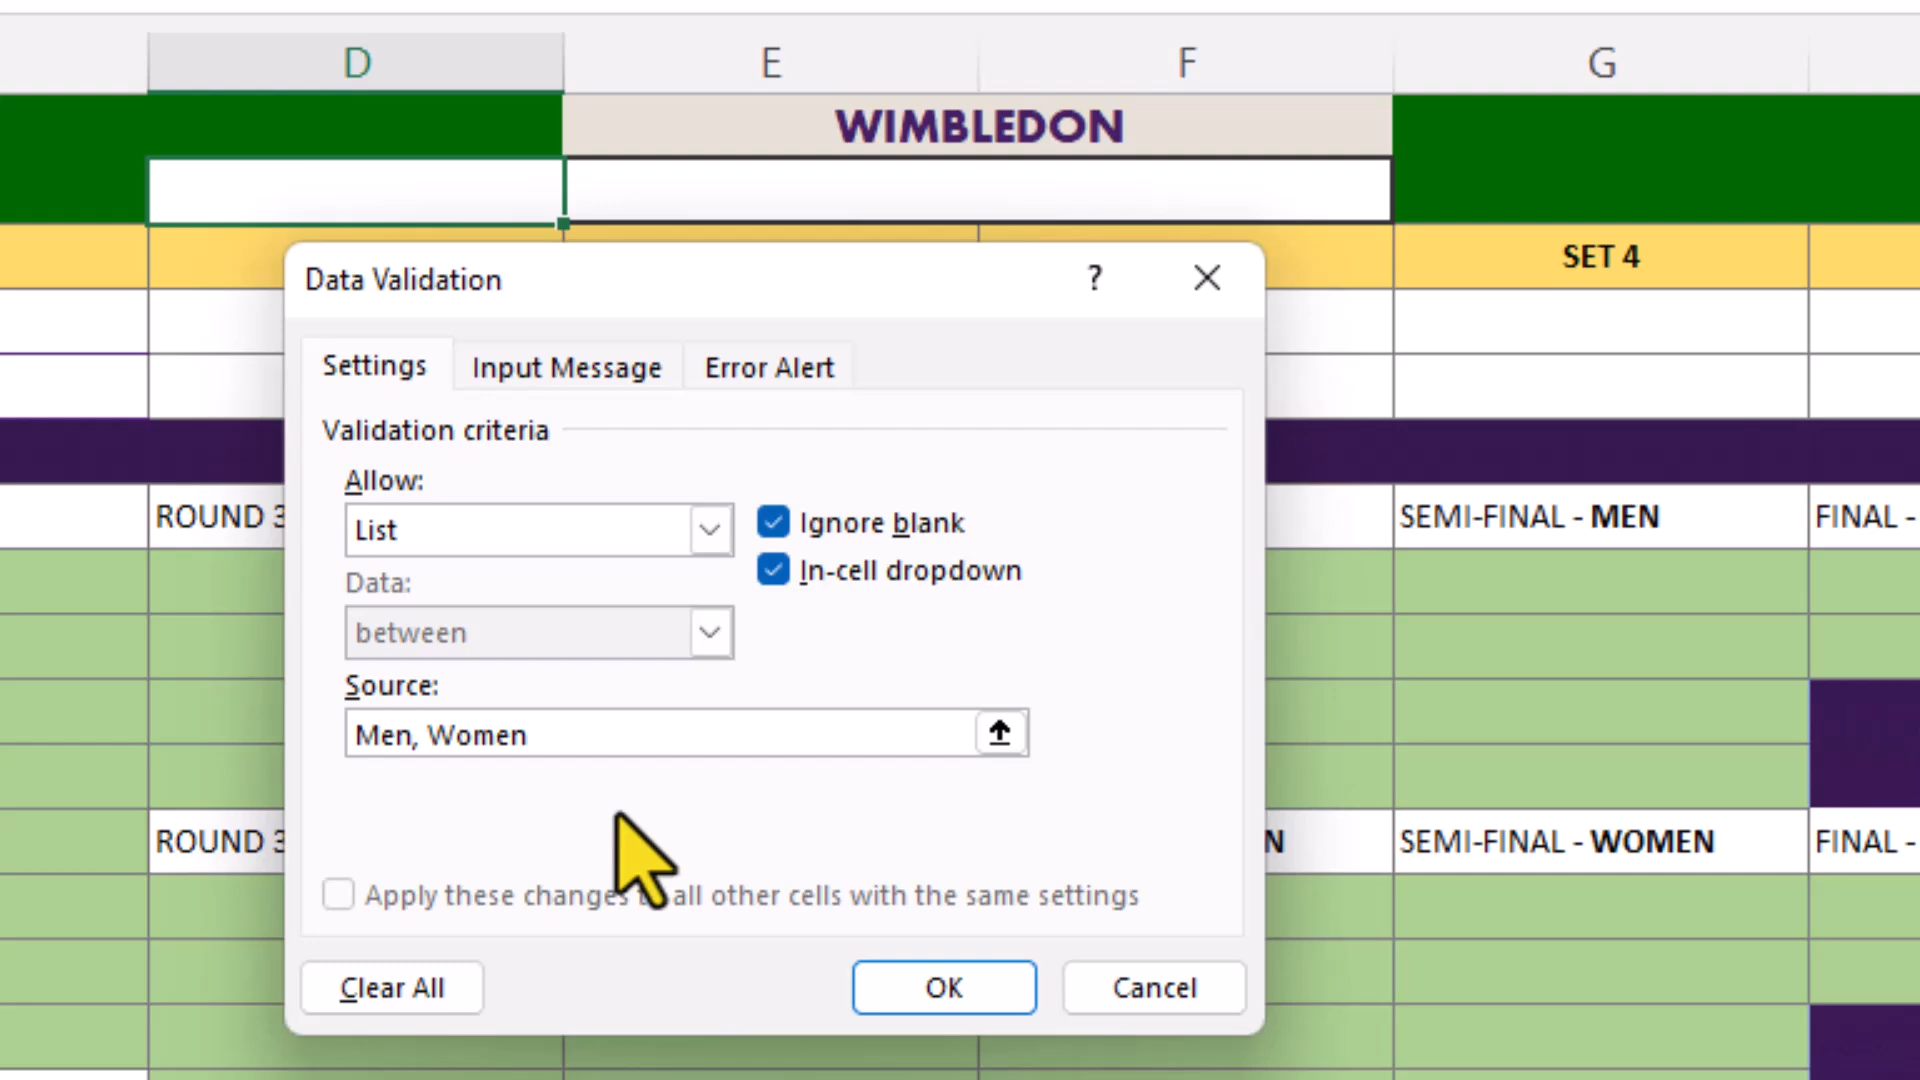 D E F G
WIMBLEDON
SET 4
Data Validation ?
Settings Input Message Error Alert
Validation criteria
Allow:
List
Ignore blank
In-cell dropdown
Data:
between
Source:
Men, Women
Apply these changes all other cells with the same settings
Clear All OK Cancel
ROUND 3 SEMI-FINAL - MEN FINAL -
ROUND 3 N SEMI-FINAL - WOMEN FINAL -